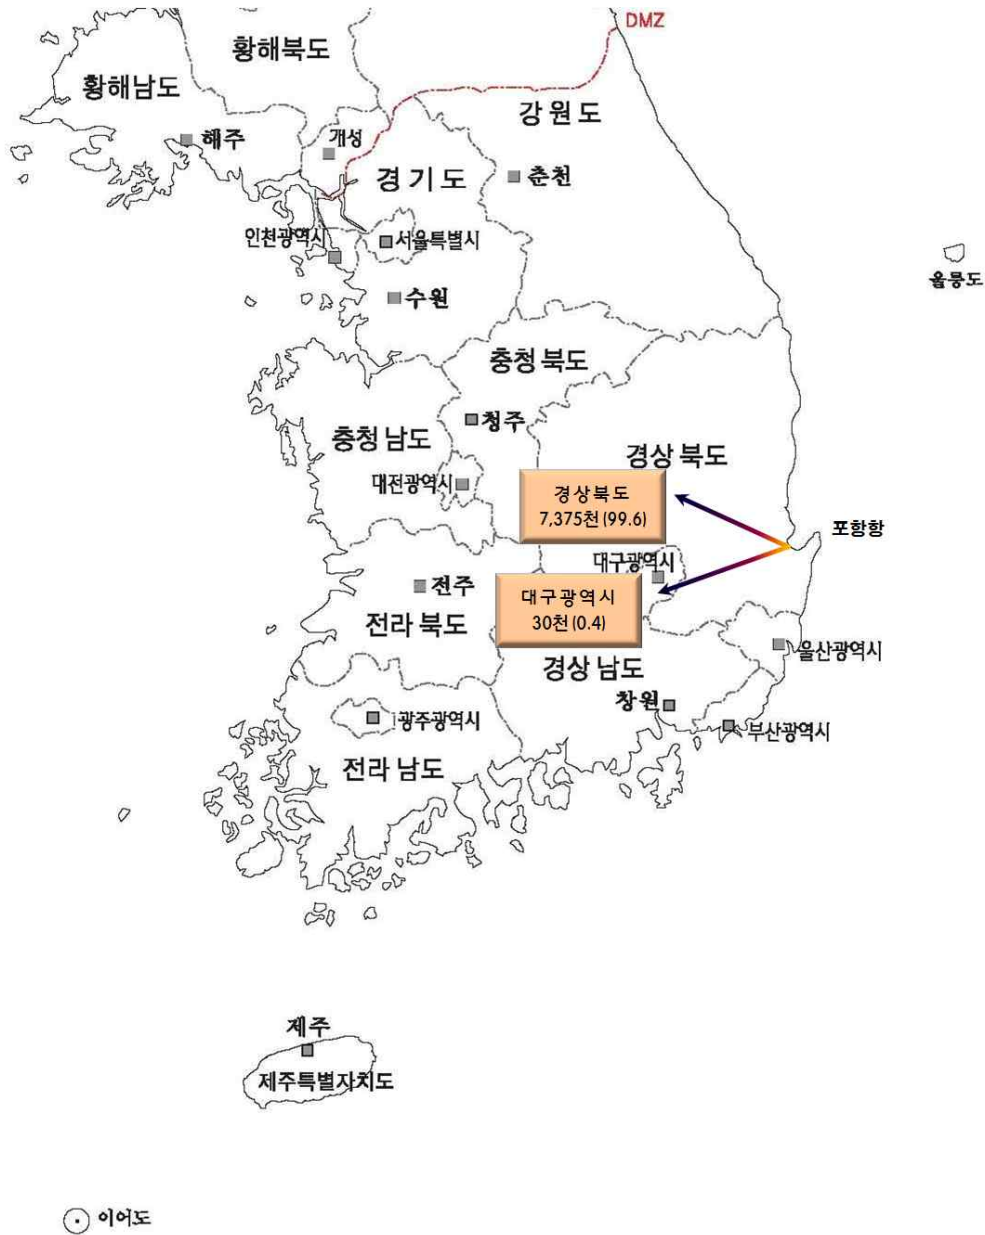 DMZ
황해북도
황해남도
강원도
해주
개성
경기도
춘천
인천광역시
서울특별시
울릉도
수원
충청북도
청주
충청남도
경상북도
대전광역시
경상북도
7,375천(99.6)
포항항
대구광역시
전주
대구광역시
30천(0.4)
전라북도
울산광역시
경상남도
창원
광주광역시
부산광역시
전라남도
제주
제주특별자치도
이어도